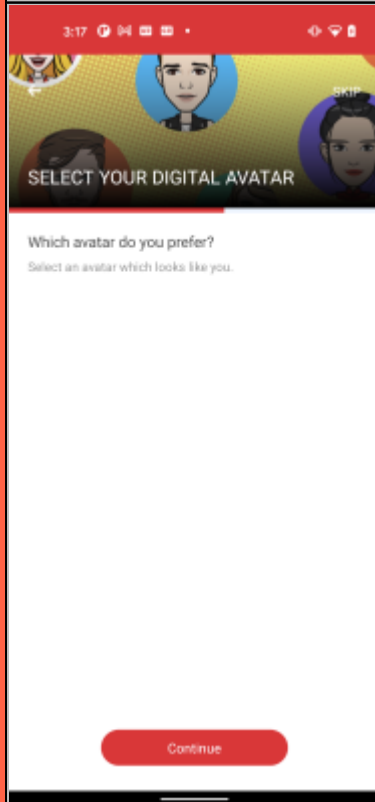 3:17
SKIP
SELECT YOUR DIGITAL AVATAR
Which avatar do you prefer?
Select an avatar which looks like you.
Continue